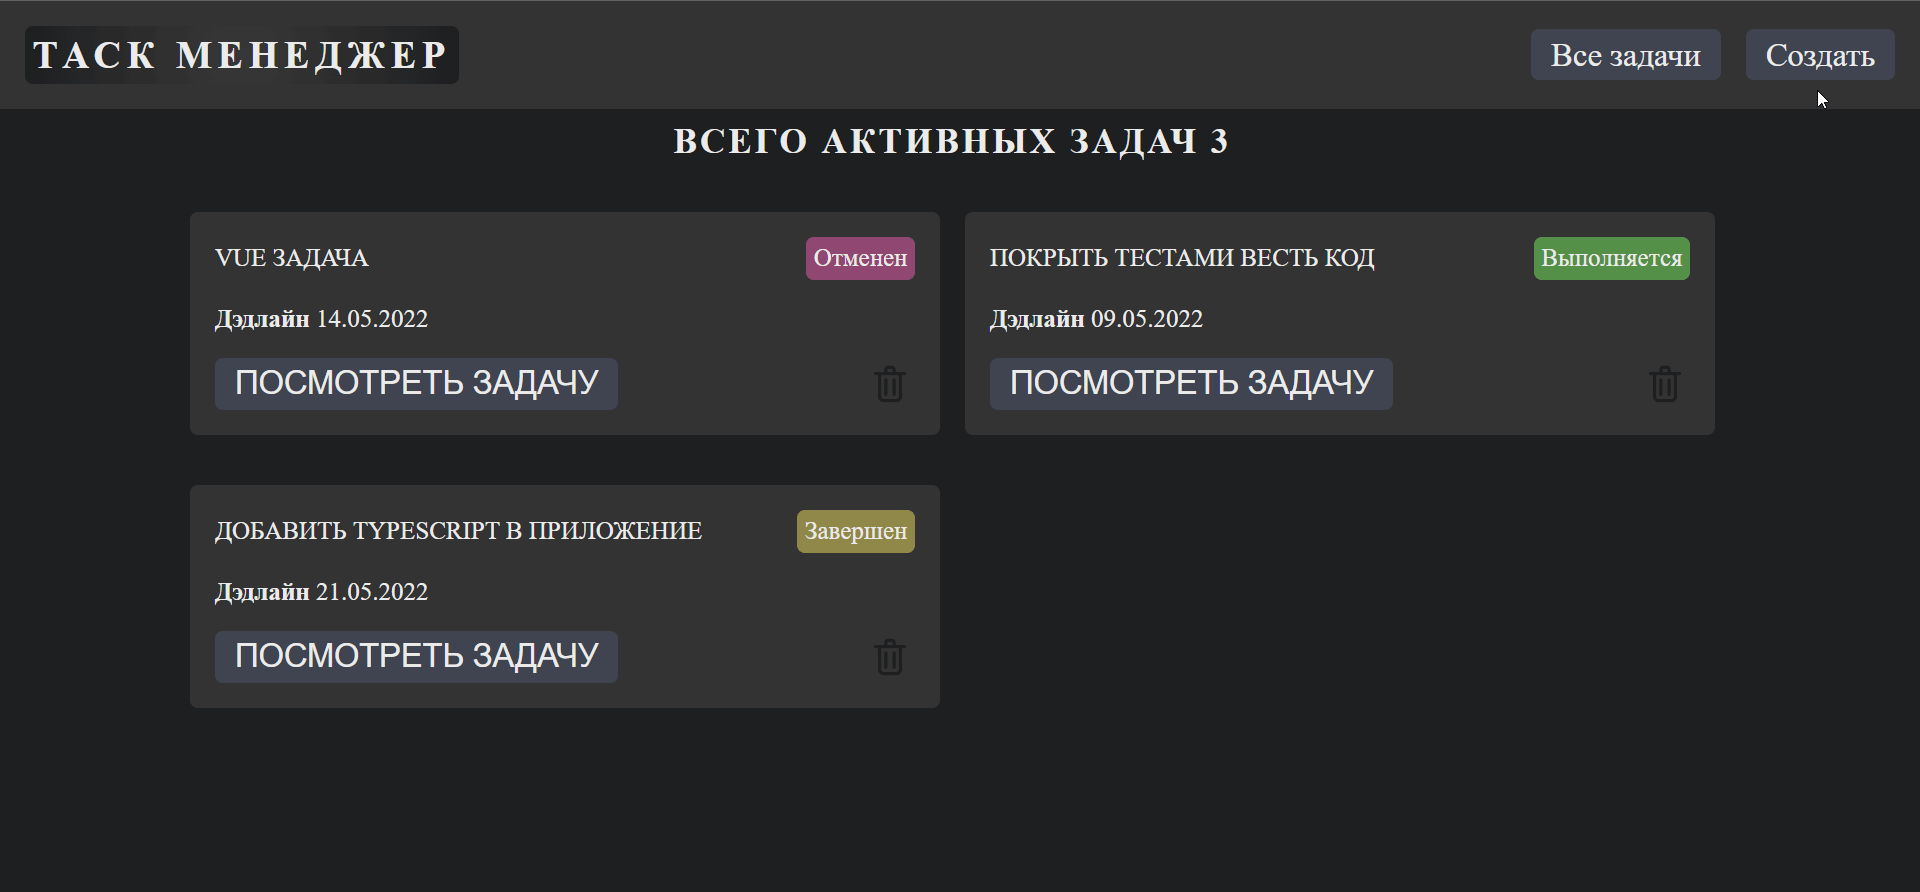 ТАСК МЕНЕДЖЕР
Все задачи
Создать
ВСЕГО АКТИВНЫХ ЗАДАЧ 3
VUE ЗАДАЧА
Отменен
Дэдлайн 14.05.2022
ПОСМОТРЕТЬ ЗАДАЧУ
ПОКРЫТЬ ТЕСТАМИ ВЕСТЬ КОД
Выполняется
Дэдлайн 09.05.2022
ПОСМОТРЕТЬ ЗАДАЧУ
ДОБАВИТЬ TYPESCRIPT В ПРИЛОЖЕНИЕ
Завершен
Дэдлайн 21.05.2022
ПОСМОТРЕТЬ ЗАДАЧУ